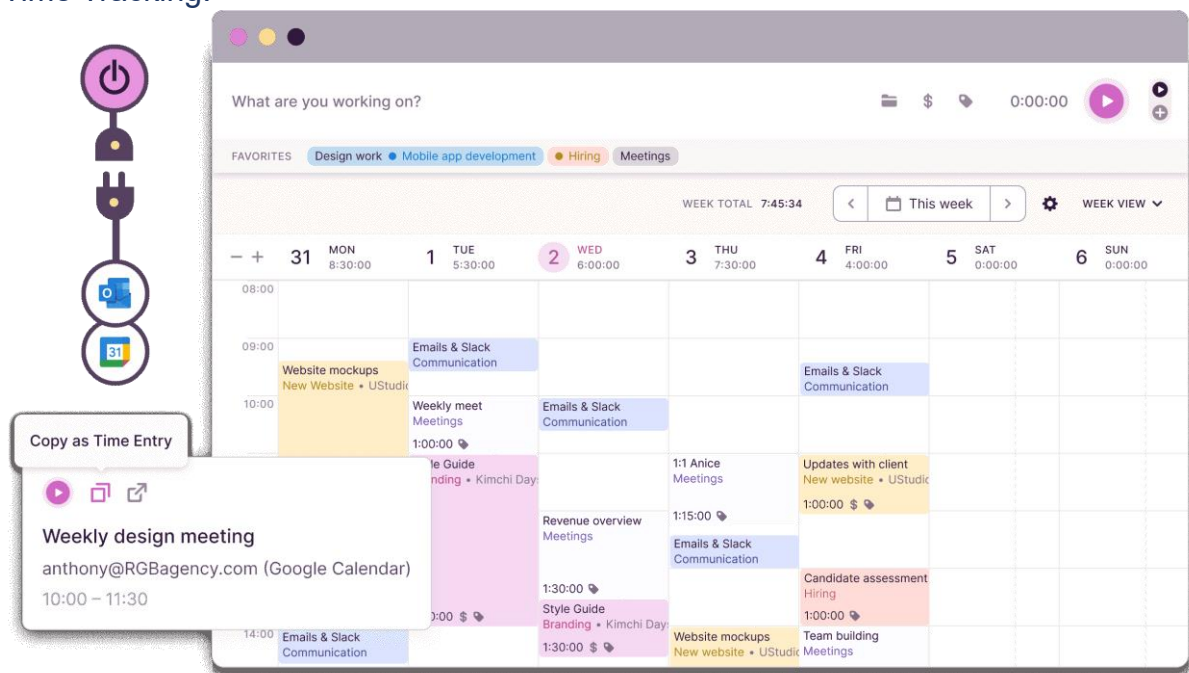 What are you working on?
$
0:00:00
FAVORITES
Design work • Mobile app development
• Hiring
Meetings
WEEK TOTAL 7:45:34
This week
WEEK VIEW
31 MON 8:30:00
1 TUE 5:30:00
2 WED 6:00:00
3 THU 7:30:00
4 FRI 4:00:00
5 SAT 0:00:00
6 SUN 0:00:00
08:00
09:00
10:00
14:00
Website mockups
New Website • UStudio
Emails & Slack
Communication
Emails & Slack
Communication
Weekly meet
Meetings
1:00:00
le Guide
nding • Kimchi Day
0:00 $
Emails & Slack
Communication
Revenue overview
Meetings
1:30:00
Style Guide
Branding • Kimchi Day
1:30:00 $
1:1 Anice
Meetings
1:15:00
Emails & Slack
Communication
Website mockups
New website • UStudio
Emails & Slack
Communication
Updates with client
New website • UStudio
1:00:00 $
Candidate assessment
Hiring
1:00:00
Team building
Meetings
31
Copy as Time Entry
Weekly design meeting
anthony@RGBagency.com (Google Calendar)
10:00 – 11:30